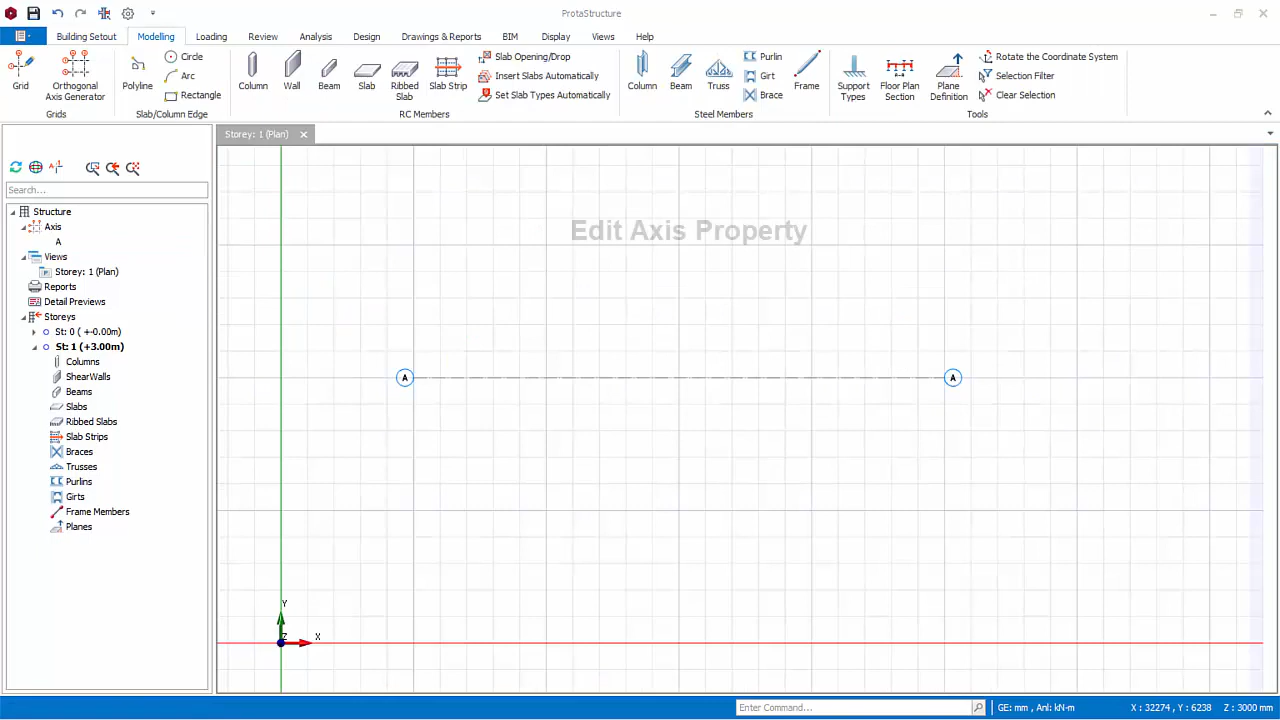 ProtaStructure
Building Setout Modelling Loading Review Analysis Design Drawings & Reports BIM Display Views Help
Grid
Orthogonal
Axis Generator
Grids
Polyline
Circle
Arc
Rectangle
Slab/Column Edge
Column
Wall
Beam
Slab
Ribbed
Slab
Slab Strip
Slab Opening/Drop
Insert Slabs Automatically
Set Slab Types Automatically
RC Members
Column
Beam
Truss
Purlin
Girt
Brace
Frame
Steel Members
Support
Types
Floor Plan
Section
Plane
Definition
Rotate the Coordinate System
Selection Filter
Clear Selection
Tools
Storey: 1 (Plan)
Search...
Structure
Axis
A
Views
Storey: 1 (Plan)
Reports
Detail Previews
Storeys
St: 0 ( +-0.00m)
St: 1 (+3.00m)
Columns
ShearWalls
Beams
Slabs
Ribbed Slabs
Slab Strips
Braces
Trusses
Purlins
Girts
Frame Members
Planes
Edit Axis Property
A A
Y
Z X
Enter Command...
GE: mm , Anl: kN-m
X : 32274 , Y : 6238
Z : 3000 mm